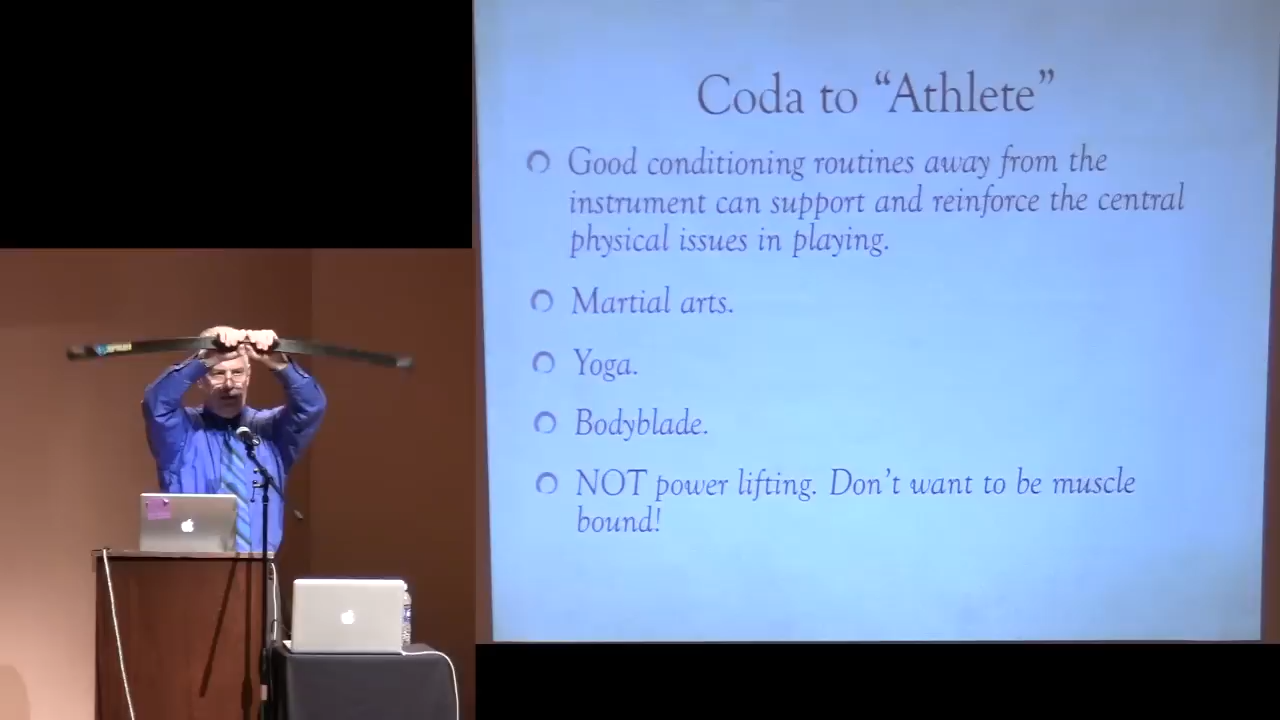 Coda to “Athlete”
Good conditioning routines away from the
instrument can support and reinforce the central
physical issues in playing.
Martial arts.
Yoga.
Bodyblade.
NOT power lifting. Don’t want to be muscle
bound!